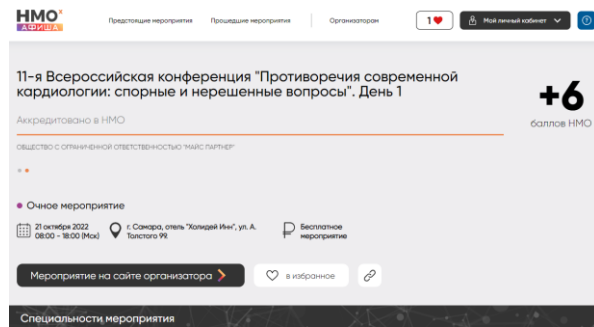 НМО
АФИША
Предстоящие мероприятия Прошедшие мероприятия Организаторам 1 Мой личный кабинет ?
11-я Всероссийская конференция "Противоречия современной
кардиологии: спорные и нерешенные вопросы". День 1
+6
баллов НМО
Аккредитовано в НМО
ОБЩЕСТВО С ОГРАНИЧЕННОЙ ОТВЕТСТВЕННОСТЬЮ "МАЙС ПАРТНЕР"
Очное мероприятие
21 октября 2022 г. Самара, отель "Холидей Инн", ул. А. Бесплатное
08:00 - 18:00 (Мск) Толстого 99. мероприятие
Мероприятие на сайте организатора в избранное
Специальности мероприятия